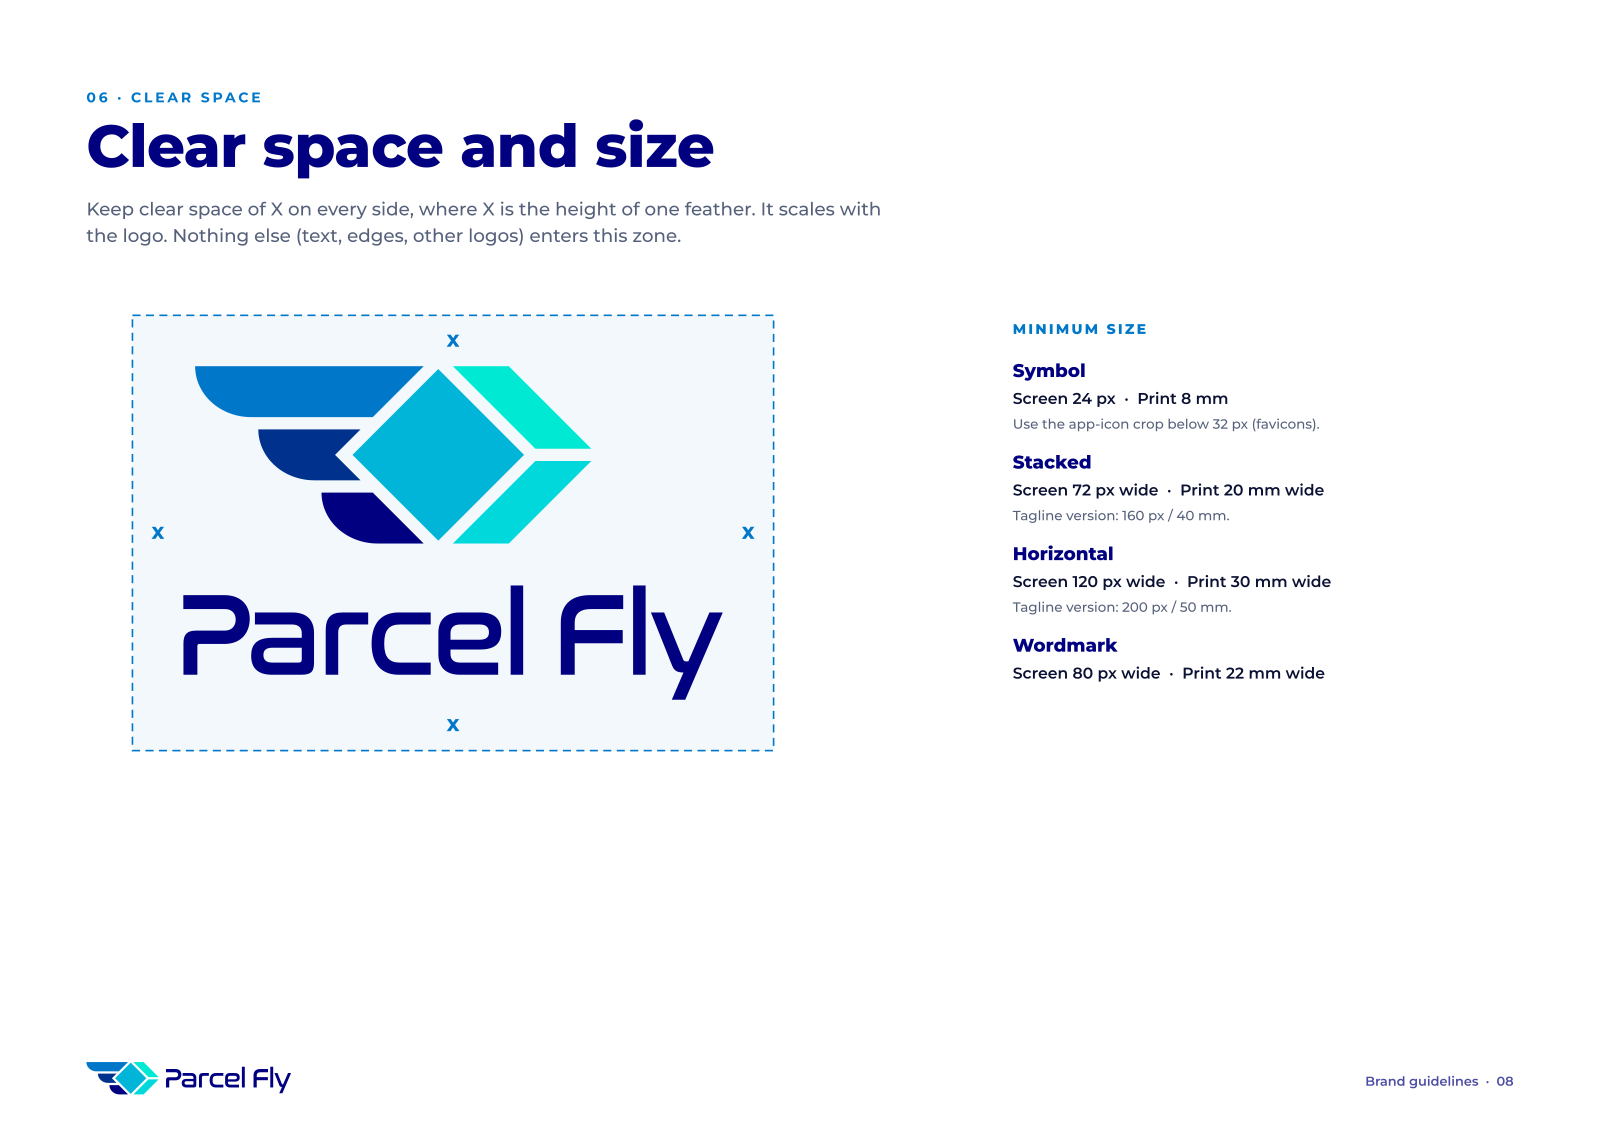 06 · CLEAR SPACE
Clear space and size
Keep clear space of X on every side, where X is the height of one feather. It scales with
the logo. Nothing else (text, edges, other logos) enters this zone.
X
X
X
Parcel Fly
X
MINIMUM SIZE
Symbol
Screen 24 px · Print 8 mm
Use the app-icon crop below 32 px (favicons).
Stacked
Screen 72 px wide · Print 20 mm wide
Tagline version: 160 px / 40 mm.
Horizontal
Screen 120 px wide · Print 30 mm wide
Tagline version: 200 px / 50 mm.
Wordmark
Screen 80 px wide · Print 22 mm wide
Parcel Fly
Brand guidelines · 08